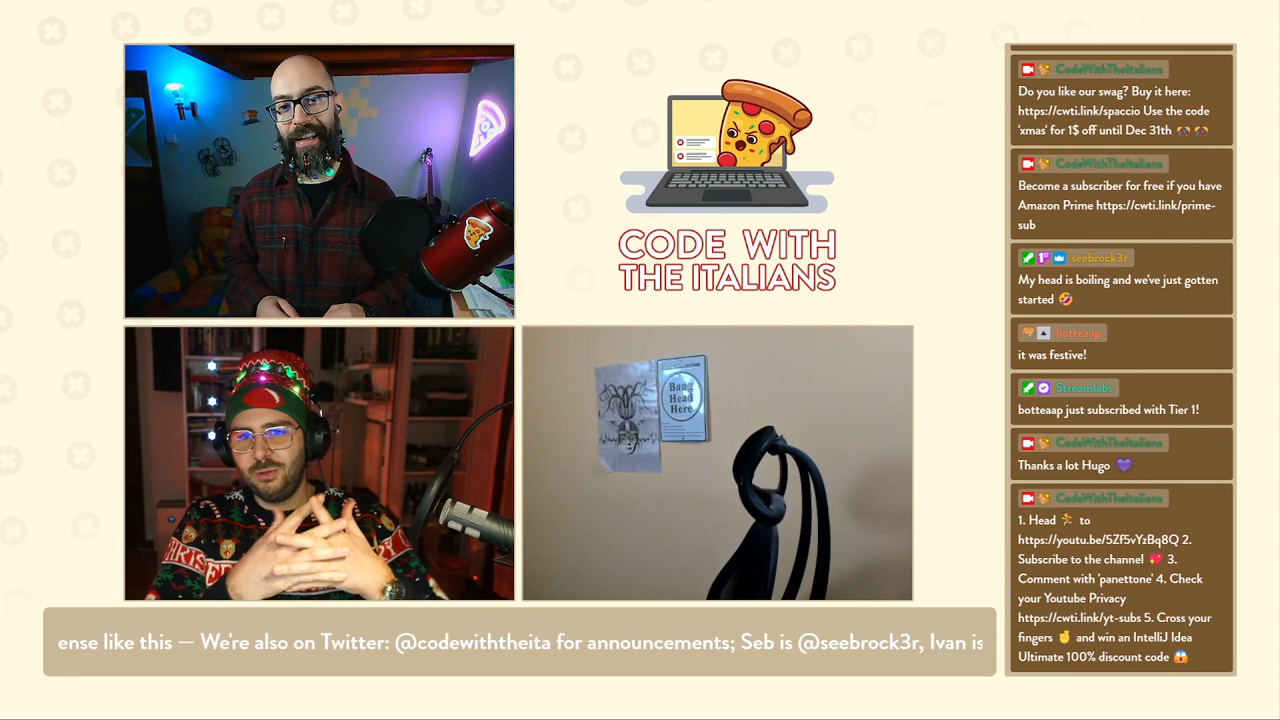 CODE WITH
THE ITALIANS
Bang
Head
Here
CHRISE
ense like this — We're also on Twitter: @codewiththeita for announcements; Seb is @seebrock3r, Ivan is
CodeWithTheItalians
Do you like our swag? Buy it here:
https://cwti.link/spaccio Use the code
'xmas' for 1$ off until Dec 31th
CodeWithTheItalians
Become a subscriber for free if you have
Amazon Prime https://cwti.link/prime-
sub
1st seebrock3r
My head is boiling and we've just gotten
started 🤣
botteaap
it was festive!
Streamlabs
botteaap just subscribed with Tier 1!
CodeWithTheItalians
Thanks a lot Hugo 💜
CodeWithTheItalians
1. Head 🏃 to
https://youtu.be/5Zf5vYzBq8Q 2.
Subscribe to the channel 💖 3.
Comment with 'panettone' 4. Check
your Youtube Privacy
https://cwti.link/yt-subs 5. Cross your
fingers 🤞 and win an IntelliJ Idea
Ultimate 100% discount code 😱